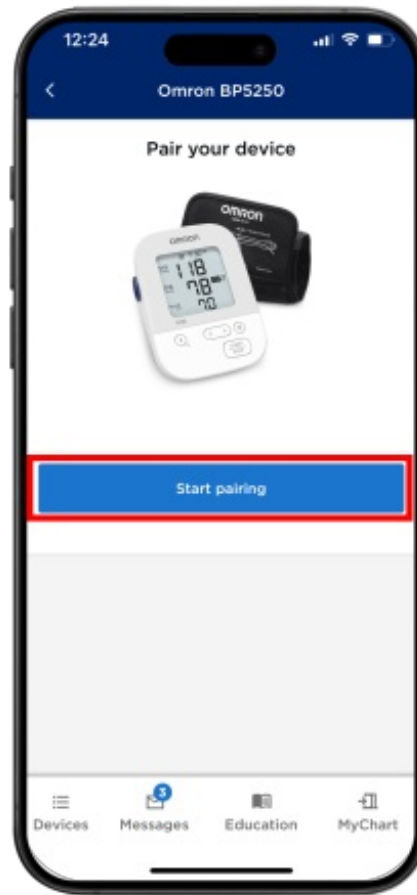 12:24
Omron BP5250
Pair your device
OMRON
OMRON
118
78
70
Start pairing
3
Devices Messages Education MyChart